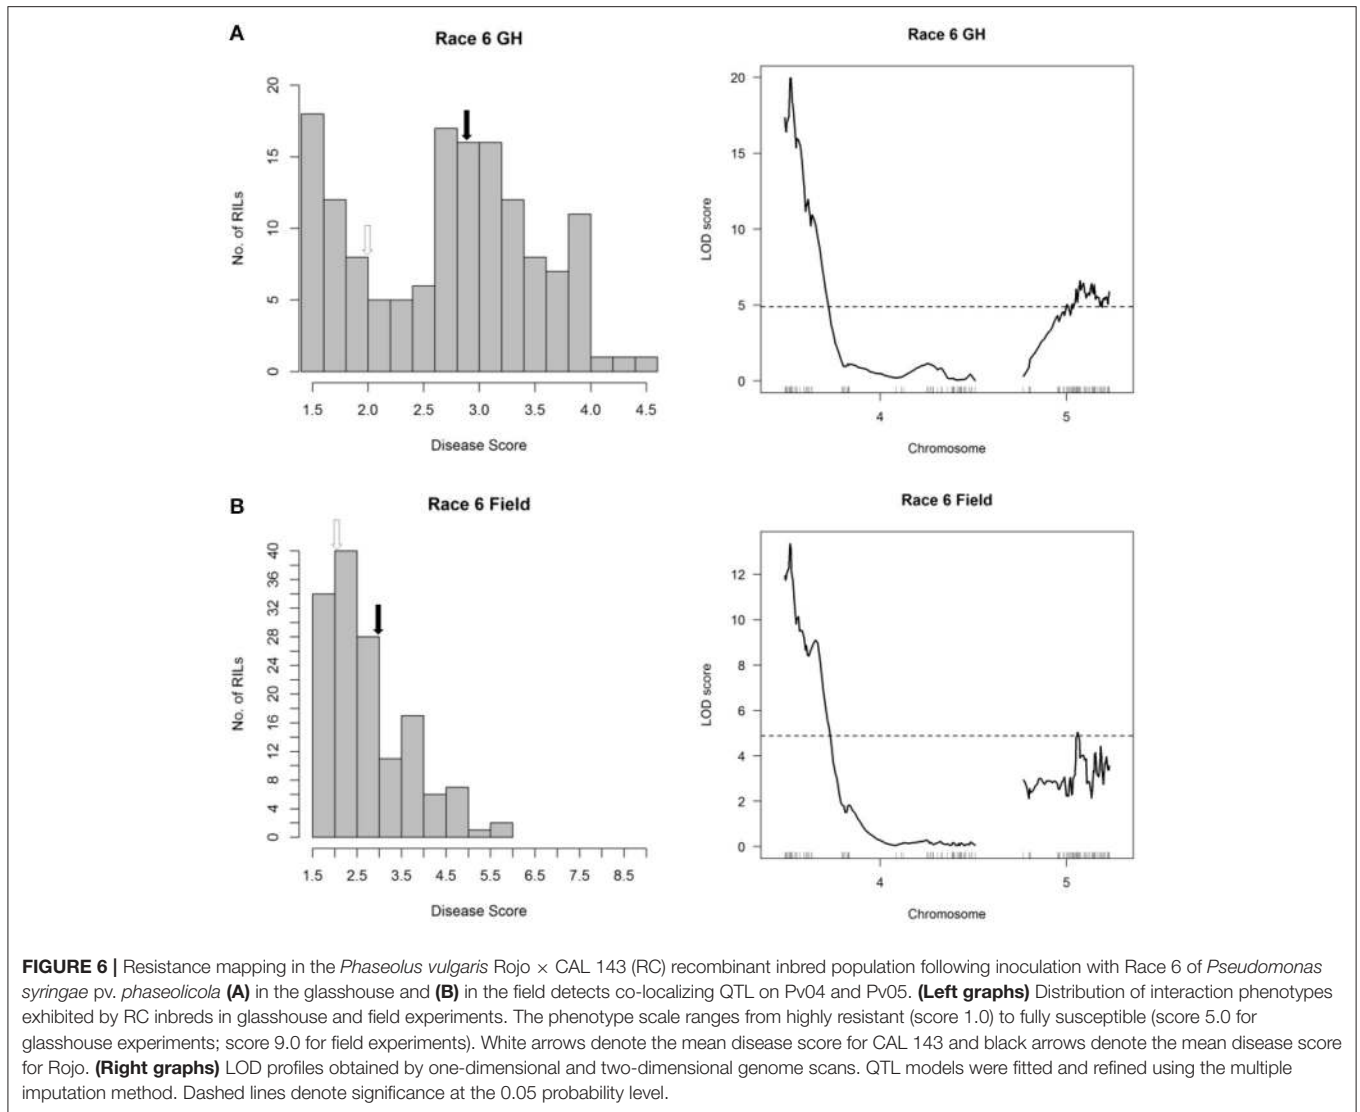 A
Race 6 GH
No. of RILs
0 5 10 15 20
1.5 2.0 2.5 3.0 3.5 4.0 4.5
Disease Score
Race 6 GH
LOD score
20
15
10
5
0
4 5
Chromosome
B
Race 6 Field
No. of RILs
0 4 8 12 16 20 24 28 32 36 40
1.5 2.5 3.5 4.5 5.5 6.5 7.5 8.5
Disease Score
Race 6 Field
LOD score
12
10
8
6
4
2
0
4 5
Chromosome
FIGURE 6 | Resistance mapping in the Phaseolus vulgaris Rojo × CAL 143 (RC) recombinant inbred population following inoculation with Race 6 of Pseudomonas
syringae pv. phaseolicola (A) in the glasshouse and (B) in the field detects co-localizing QTL on Pv04 and Pv05. (Left graphs) Distribution of interaction phenotypes
exhibited by RC inbreds in glasshouse and field experiments. The phenotype scale ranges from highly resistant (score 1.0) to fully susceptible (score 5.0 for
glasshouse experiments; score 9.0 for field experiments). White arrows denote the mean disease score for CAL 143 and black arrows denote the mean disease score
for Rojo. (Right graphs) LOD profiles obtained by one-dimensional and two-dimensional genome scans. QTL models were fitted and refined using the multiple
imputation method. Dashed lines denote significance at the 0.05 probability level.